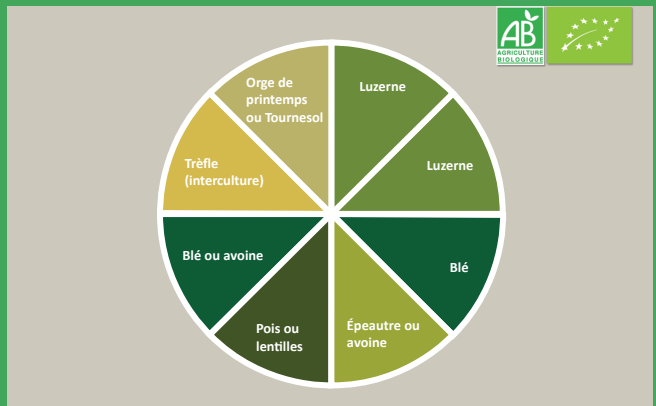 AB
AGRICULTURE
BIOLOGIQUE
Orge de
printemps
ou Tournesol
Luzerne
Luzerne
Trèfle
(interculture)
Blé ou avoine
Blé
Pois ou
lentilles
Épeautre ou
avoine